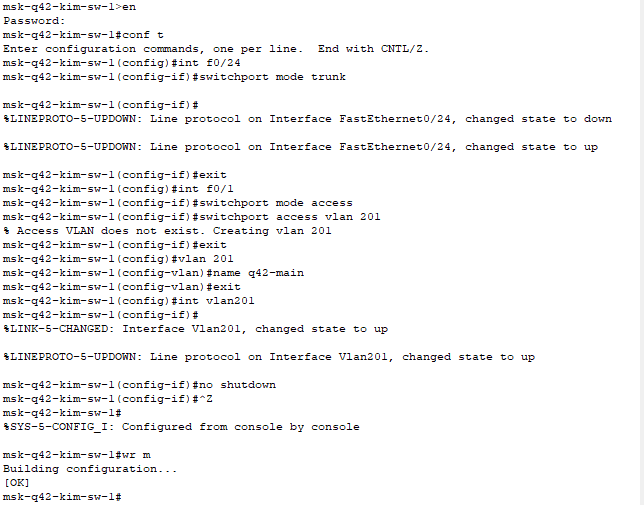 msk-q42-kim-sw-1>en
Password:
msk-q42-kim-sw-1#conf t
Enter configuration commands, one per line.  End with CNTL/Z.
msk-q42-kim-sw-1(config)#int f0/24
msk-q42-kim-sw-1(config-if)#switchport mode trunk
msk-q42-kim-sw-1(config-if)#
%LINEPROTO-5-UPDOWN: Line protocol on Interface FastEthernet0/24, changed state to down
%LINEPROTO-5-UPDOWN: Line protocol on Interface FastEthernet0/24, changed state to up
msk-q42-kim-sw-1(config-if)#exit
msk-q42-kim-sw-1(config)#int f0/1
msk-q42-kim-sw-1(config-if)#switchport mode access
msk-q42-kim-sw-1(config-if)#switchport access vlan 201
% Access VLAN does not exist. Creating vlan 201
msk-q42-kim-sw-1(config-if)#exit
msk-q42-kim-sw-1(config)#vlan 201
msk-q42-kim-sw-1(config-vlan)#name q42-main
msk-q42-kim-sw-1(config-vlan)#exit
msk-q42-kim-sw-1(config)#int vlan201
msk-q42-kim-sw-1(config-if)#
%LINK-5-CHANGED: Interface Vlan201, changed state to up
%LINEPROTO-5-UPDOWN: Line protocol on Interface Vlan201, changed state to up
msk-q42-kim-sw-1(config-if)#no shutdown
msk-q42-kim-sw-1(config-if)#^Z
msk-q42-kim-sw-1#
%SYS-5-CONFIG_I: Configured from console by console
msk-q42-kim-sw-1#wr m
Building configuration...
[OK]
msk-q42-kim-sw-1#